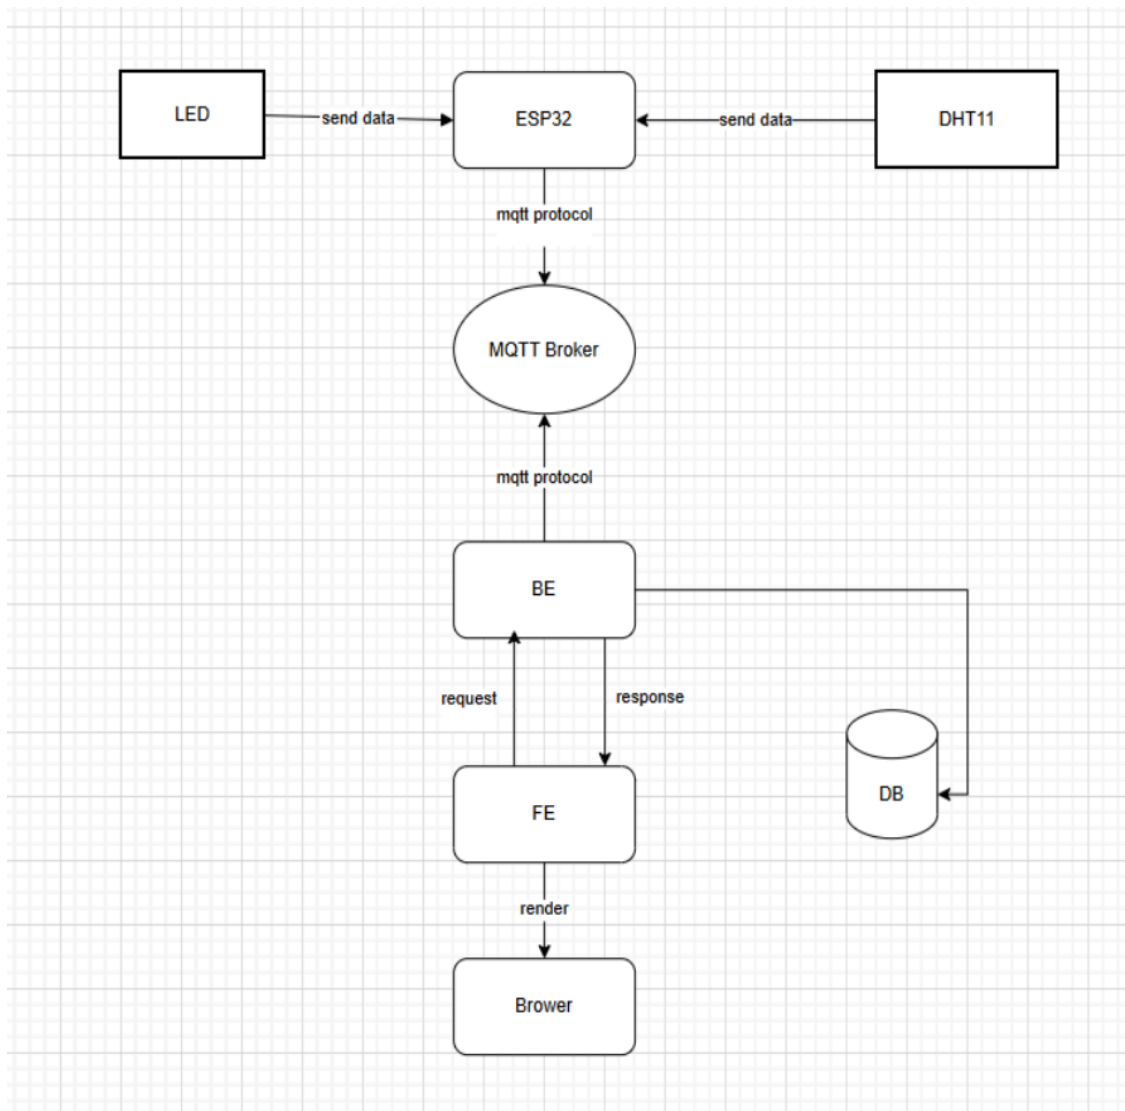 LED
send data
ESP32
send data
DHT11
mqtt protocol
MQTT Broker
mqtt protocol
BE
request
response
DB
FE
render
Brower